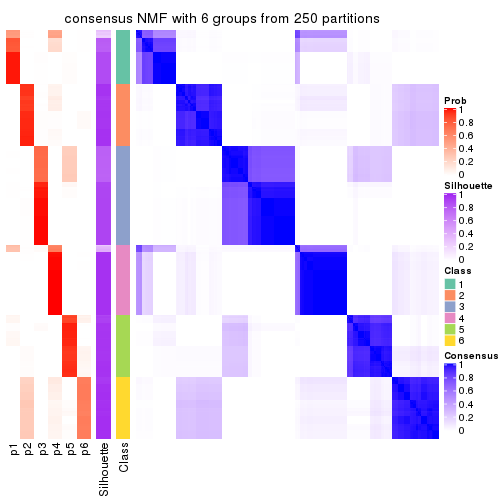 consensus NMF with 6 groups from 250 partitions
Prob
1
0.8
0.6
0.4
0.2
0
Silhouette
1
0.8
0.6
0.4
0.2
0
Class
1
2
3
4
5
6
Consensus
1
0.8
0.6
0.4
0.2
0
p1
p2
p3
p4
p5
p6
Silhouette
Class